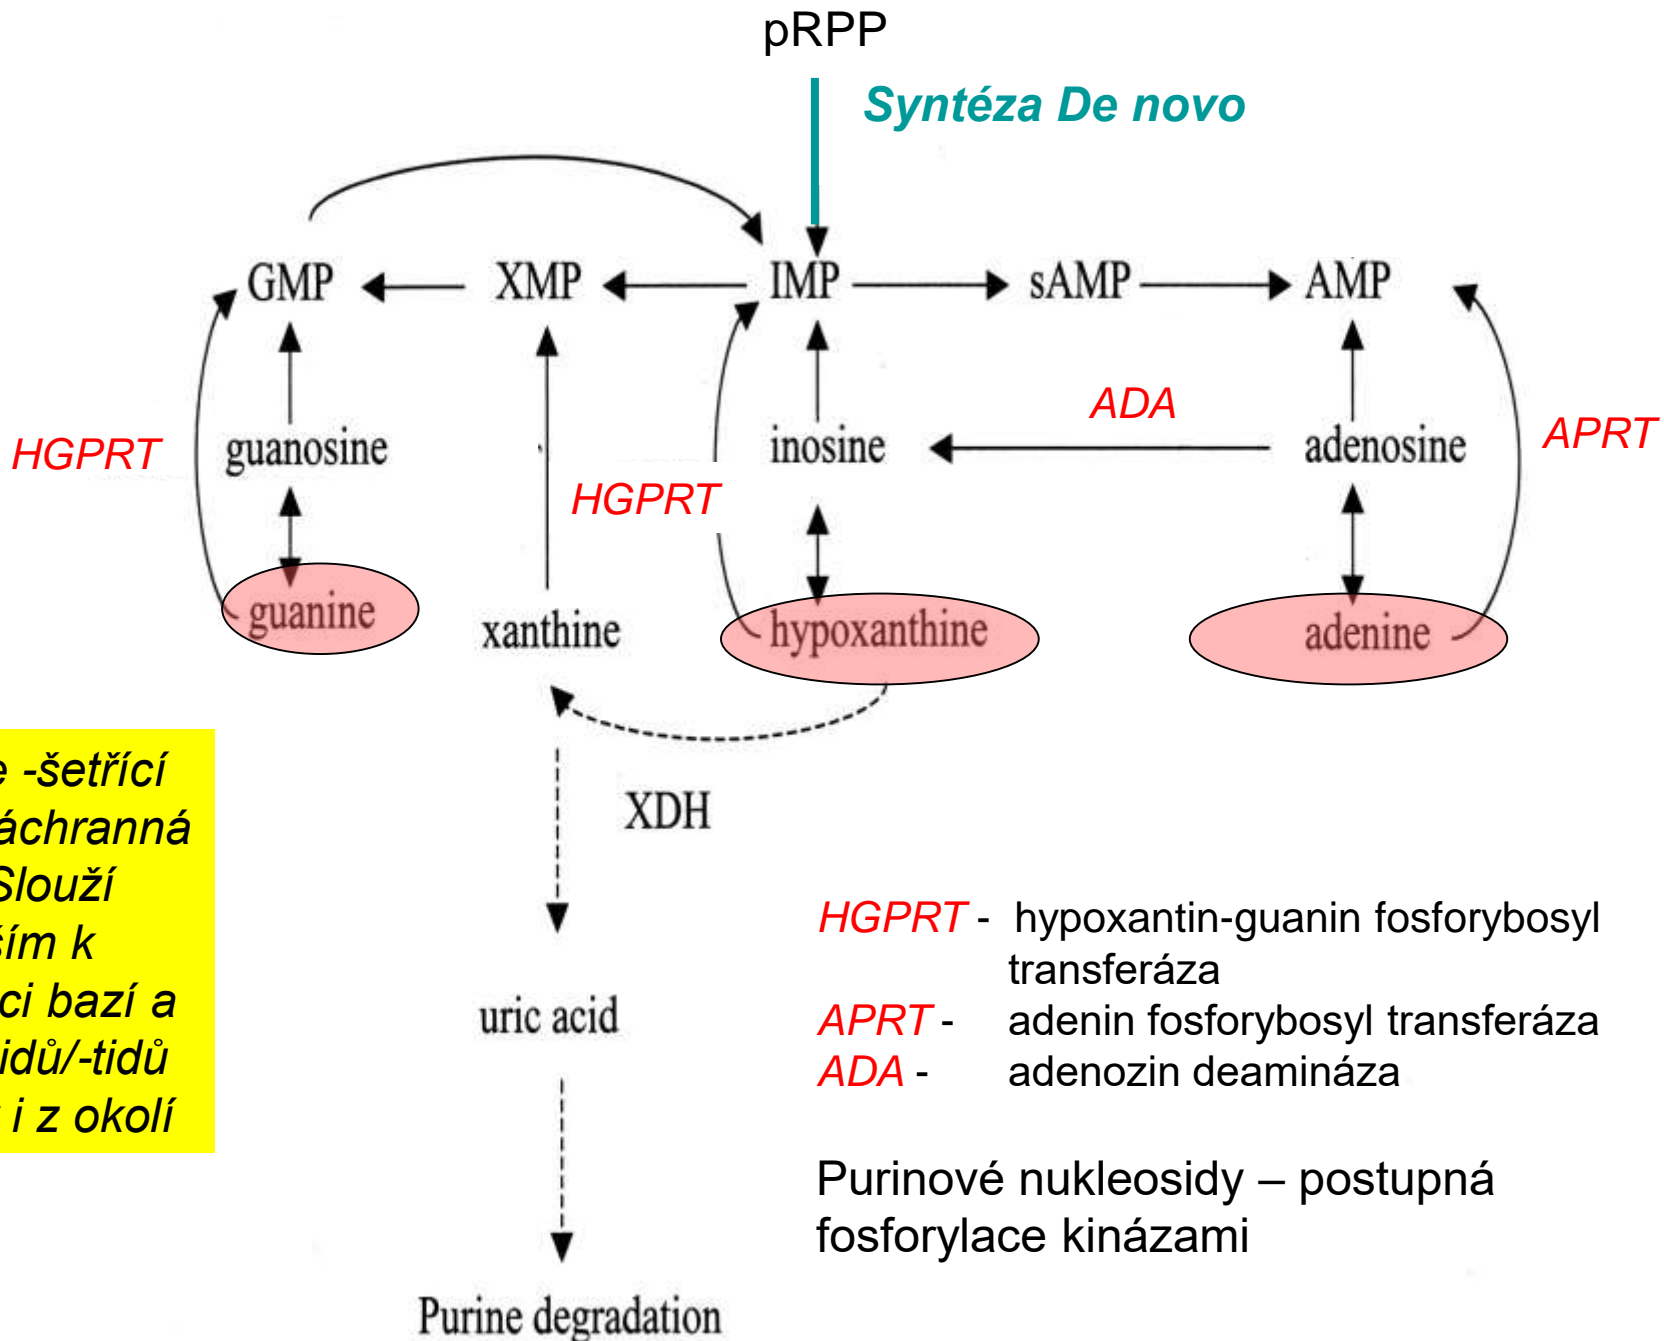 pRPP
Syntéza De novo
GMP XMP IMP sAMP AMP
HGPRT guanosine inosine ADA adenosine APRT
HGPRT
guanine xanthine hypoxanthine adenine
XDH
uric acid
Purine degradation
e -šetřící
áchranná
Slouží
ším k
ci bazí a
idů/-tidů
i z okolí
HGPRT - hypoxantin-guanin fosforybosyl
transferáza
APRT - adenin fosforybosyl transferáza
ADA - adenozin deamináza
Purinové nukleosidy – postupná
fosforylace kinázami